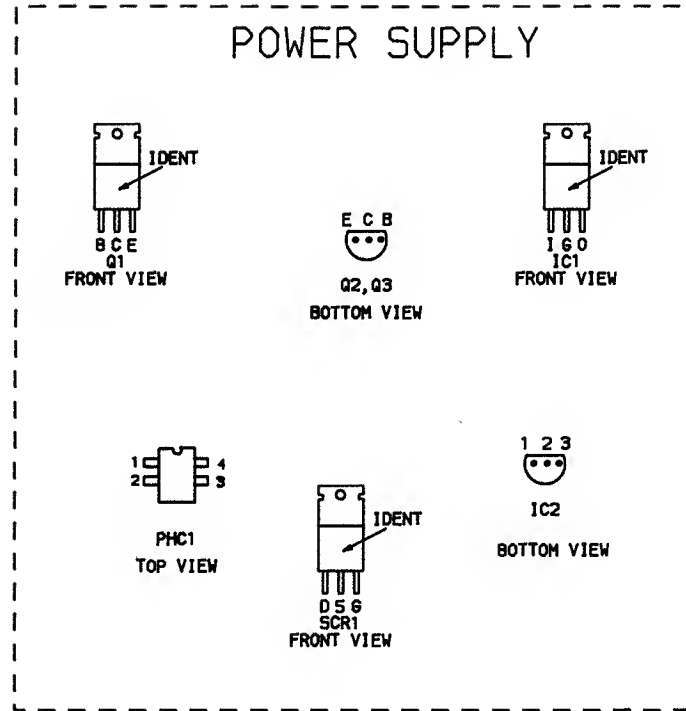 POWER SUPPLY
IDENT
B C E
Q1
FRONT VIEW
E C B
Q2,Q3
BOTTOM VIEW
IDENT
I G O
IC1
FRONT VIEW
1 4
2 3
PHC1
TOP VIEW
IDENT
D S G
SCR1
FRONT VIEW
1 2 3
IC2
BOTTOM VIEW